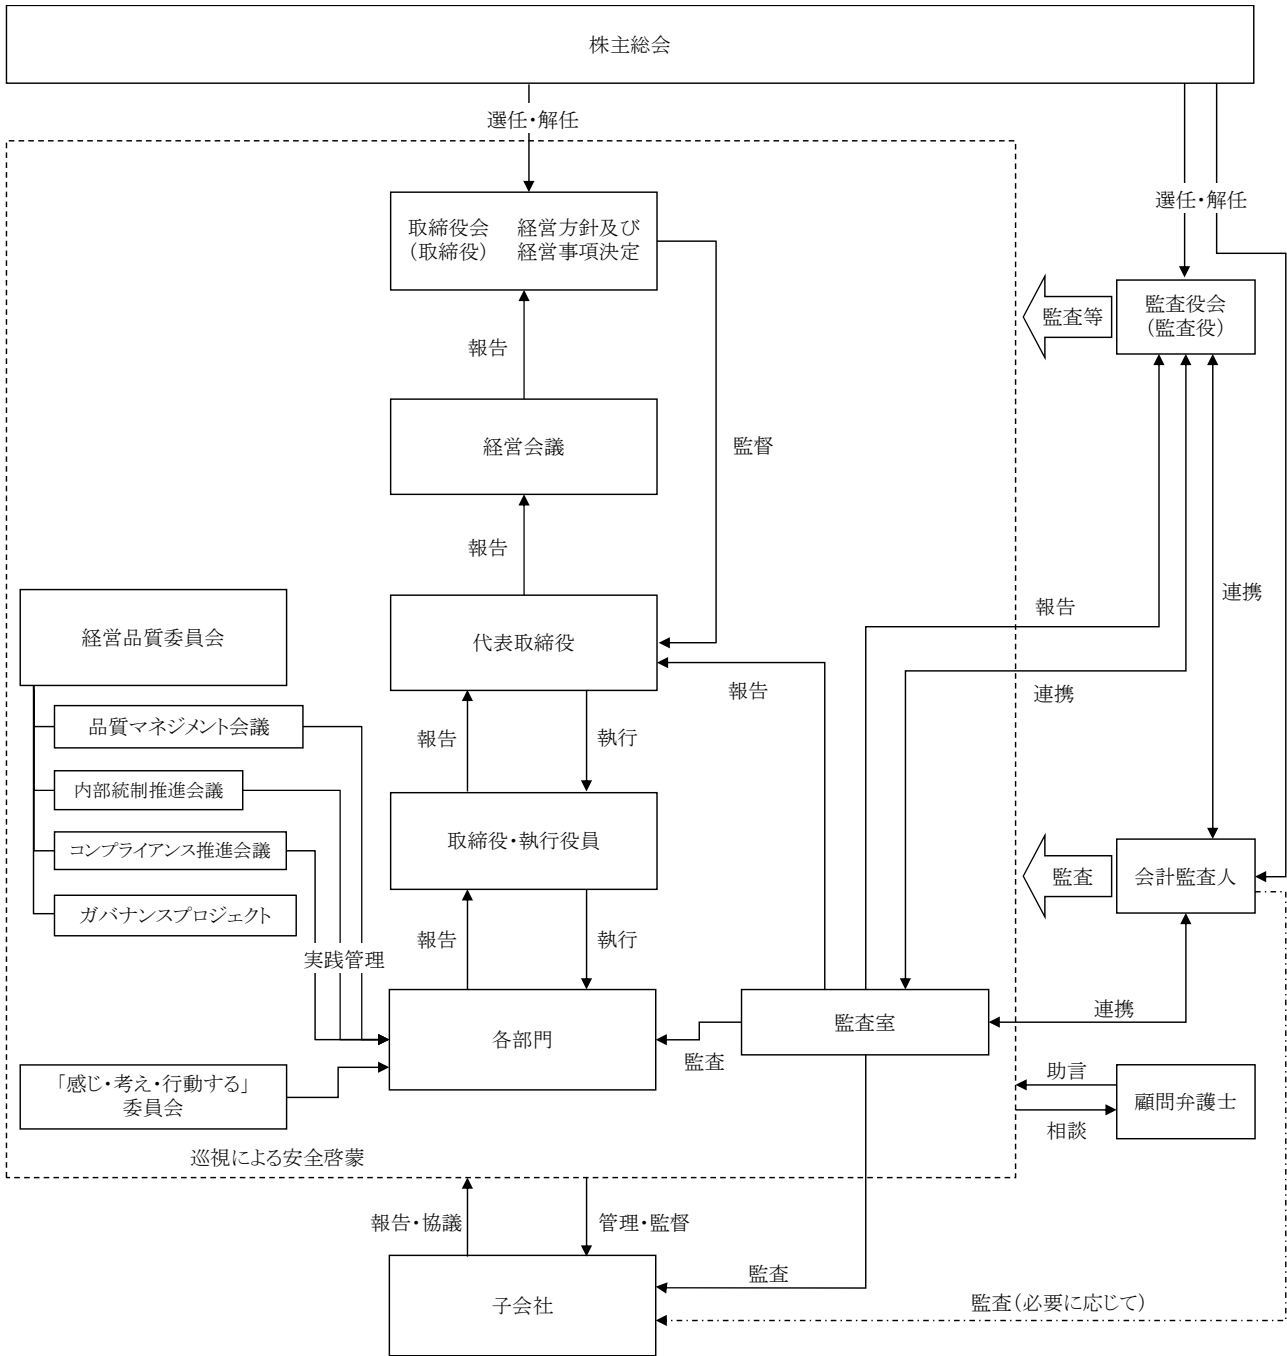 株主総会
選任・解任
選任・解任
取締役会 経営方針及び
(取締役) 経営事項決定
監査等
監査役会
(監査役)
報告
経営会議
監督
報告
経営品質委員会
代表取締役
報告
連携
報告
連携
品質マネジメント会議
報告
執行
内部統制推進会議
コンプライアンス推進会議
取締役・執行役員
監査
会計監査人
ガバナンスプロジェクト
報告
執行
実践管理
各部門
監査室
連携
監査
「感じ・考え・行動する」
委員会
助言
顧問弁護士
相談
巡視による安全啓蒙
報告・協議
管理・監督
監査
子会社
監査(必要に応じて)